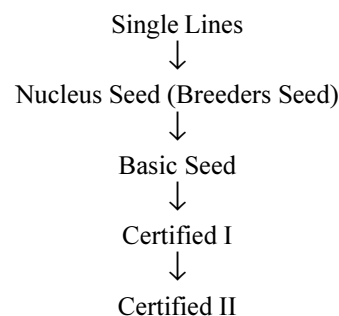 Single Lines
↓
Nucleus Seed (Breeders Seed)
↓
Basic Seed
↓
Certified I
↓
Certified II